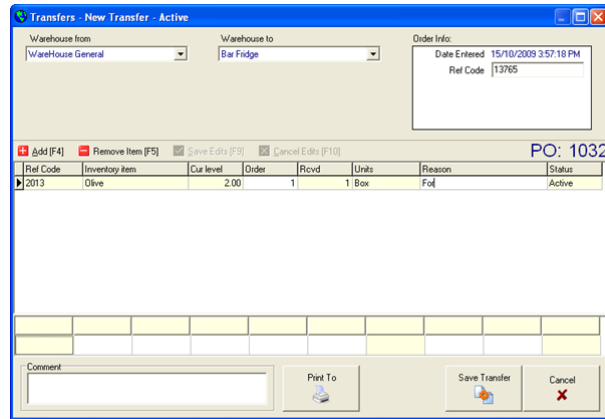 Transfers - New Transfer - Active
Warehouse from Warehouse to Order Info:
WareHouse General Bar Fridge Date Entered 15/10/2009 3:57:18 PM
Ref Code 13765
Add [F4] Remove Item [F5] Save Edits [F9] Cancel Edits [F10] PO: 1032
Ref Code Inventory item Cur level Order Rcvd Units Reason Status
2013 Olive 2.00 1 1 Box For Active
Comment
Print To Save Transfer Cancel